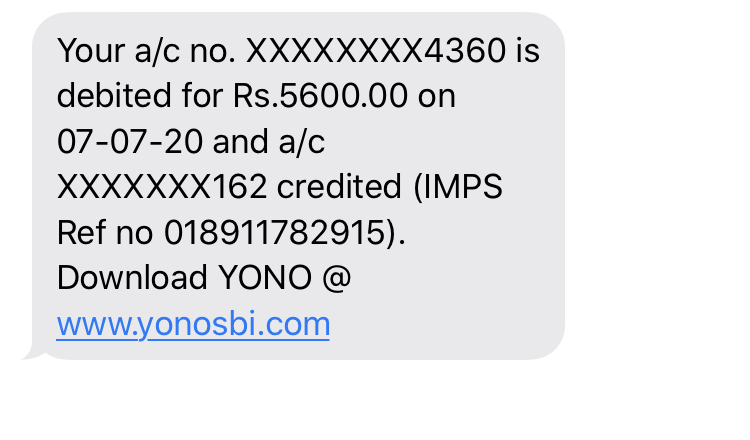 Your a/c no. XXXXXXXX4360 is
debited for Rs.5600.00 on
07-07-20 and a/c
XXXXXXX162 credited (IMPS
Ref no 018911782915).
Download YONO @
www.yonosbi.com